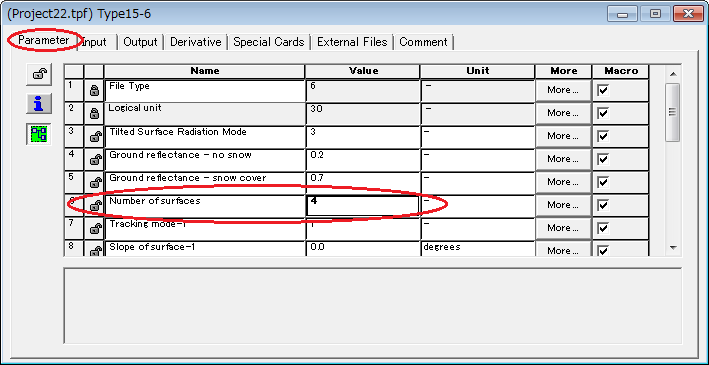 (Project22.tpf) Type15-6
Parameter Input Output Derivative Special Cards External Files Comment
Name Value Unit More Macro
1 File Type 6 - More...
2 Logical unit 30 - More...
3 Tilted Surface Radiation Mode 3 - More...
4 Ground reflectance - no snow 0.2 - More...
5 Ground reflectance - snow cover 0.7 - More...
6 Number of surfaces 4 - More...
7 Tracking mode-1 1 - More...
8 Slope of surface-1 0.0 degrees More...